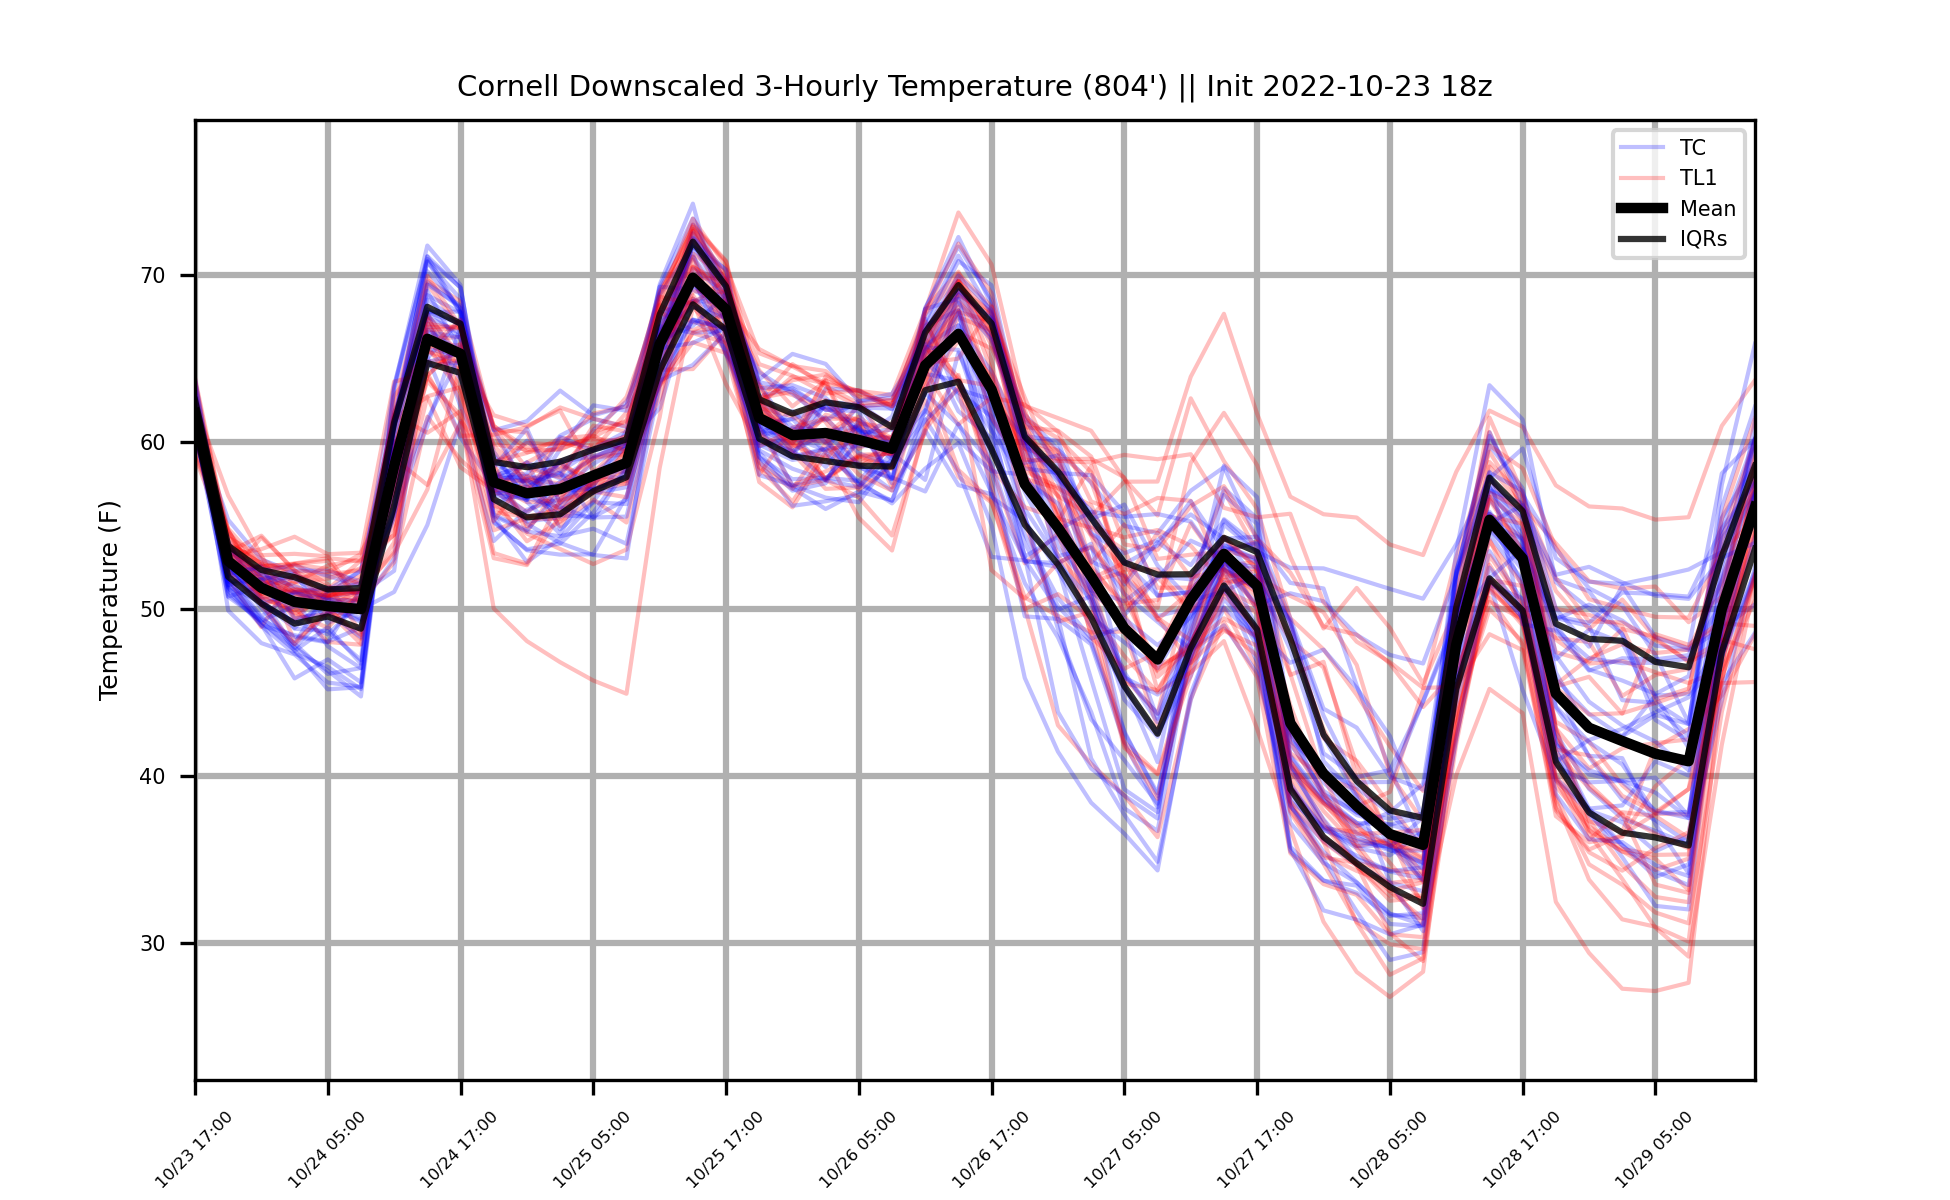 Cornell Downscaled 3-Hourly Temperature (804') || Init 2022-10-23 18z
TC
TL1
Mean
IQRs
Temperature (F)
70
60
50
40
30
10/23 17:00
10/24 05:00
10/24 17:00
10/25 05:00
10/25 17:00
10/26 05:00
10/26 17:00
10/27 05:00
10/27 17:00
10/28 05:00
10/28 17:00
10/29 05:00